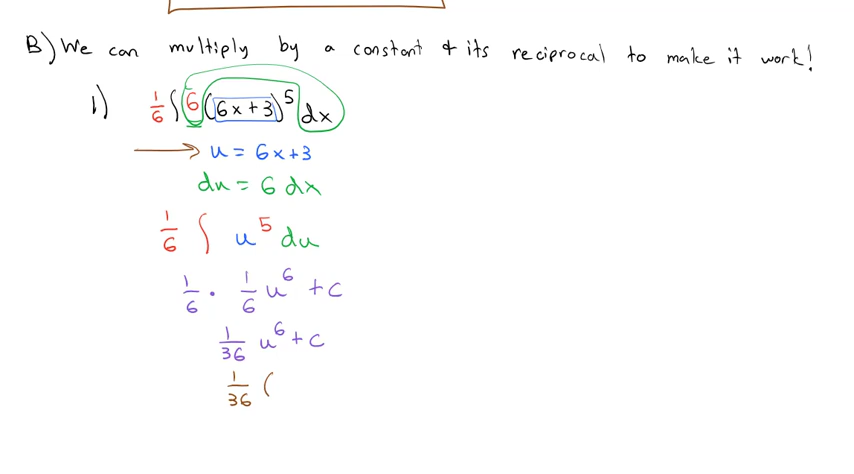 B) We can multiply by a constant & its reciprocal to make it work!
1) 1/6 ∫ 6 (6x+3)^5 dx
u = 6x+3
du = 6 dx
1/6 ∫ u^5 du
1/6 · 1/6 u^6 + c
1/36 u^6 + c
1/36 (